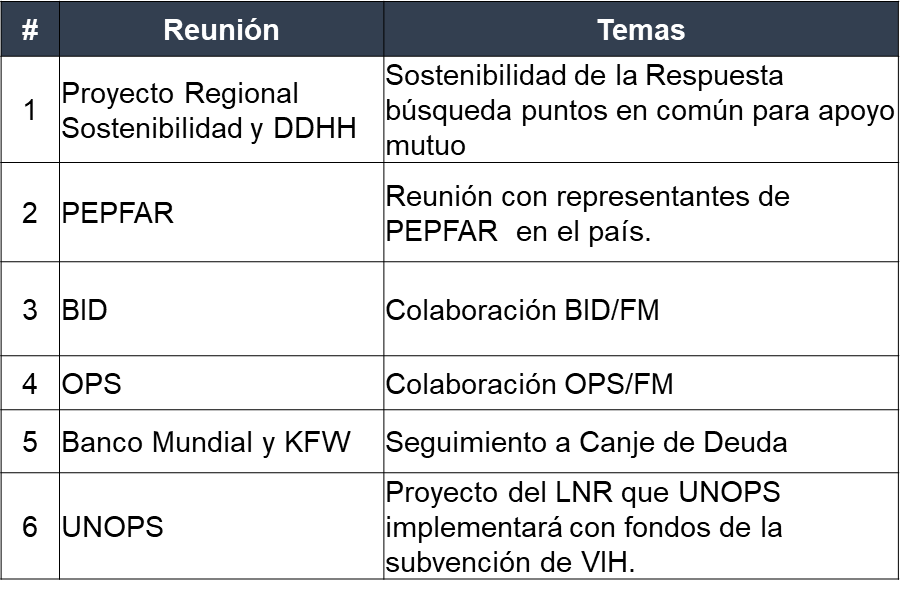 # Reunión Temas
1 Proyecto Regional Sostenibilidad y DDHH Sostenibilidad de la Respuesta búsqueda puntos en común para apoyo mutuo
2 PEPFAR Reunión con representantes de PEPFAR en el país.
3 BID Colaboración BID/FM
4 OPS Colaboración OPS/FM
5 Banco Mundial y KFW Seguimiento a Canje de Deuda
6 UNOPS Proyecto del LNR que UNOPS implementará con fondos de la subvención de VIH.